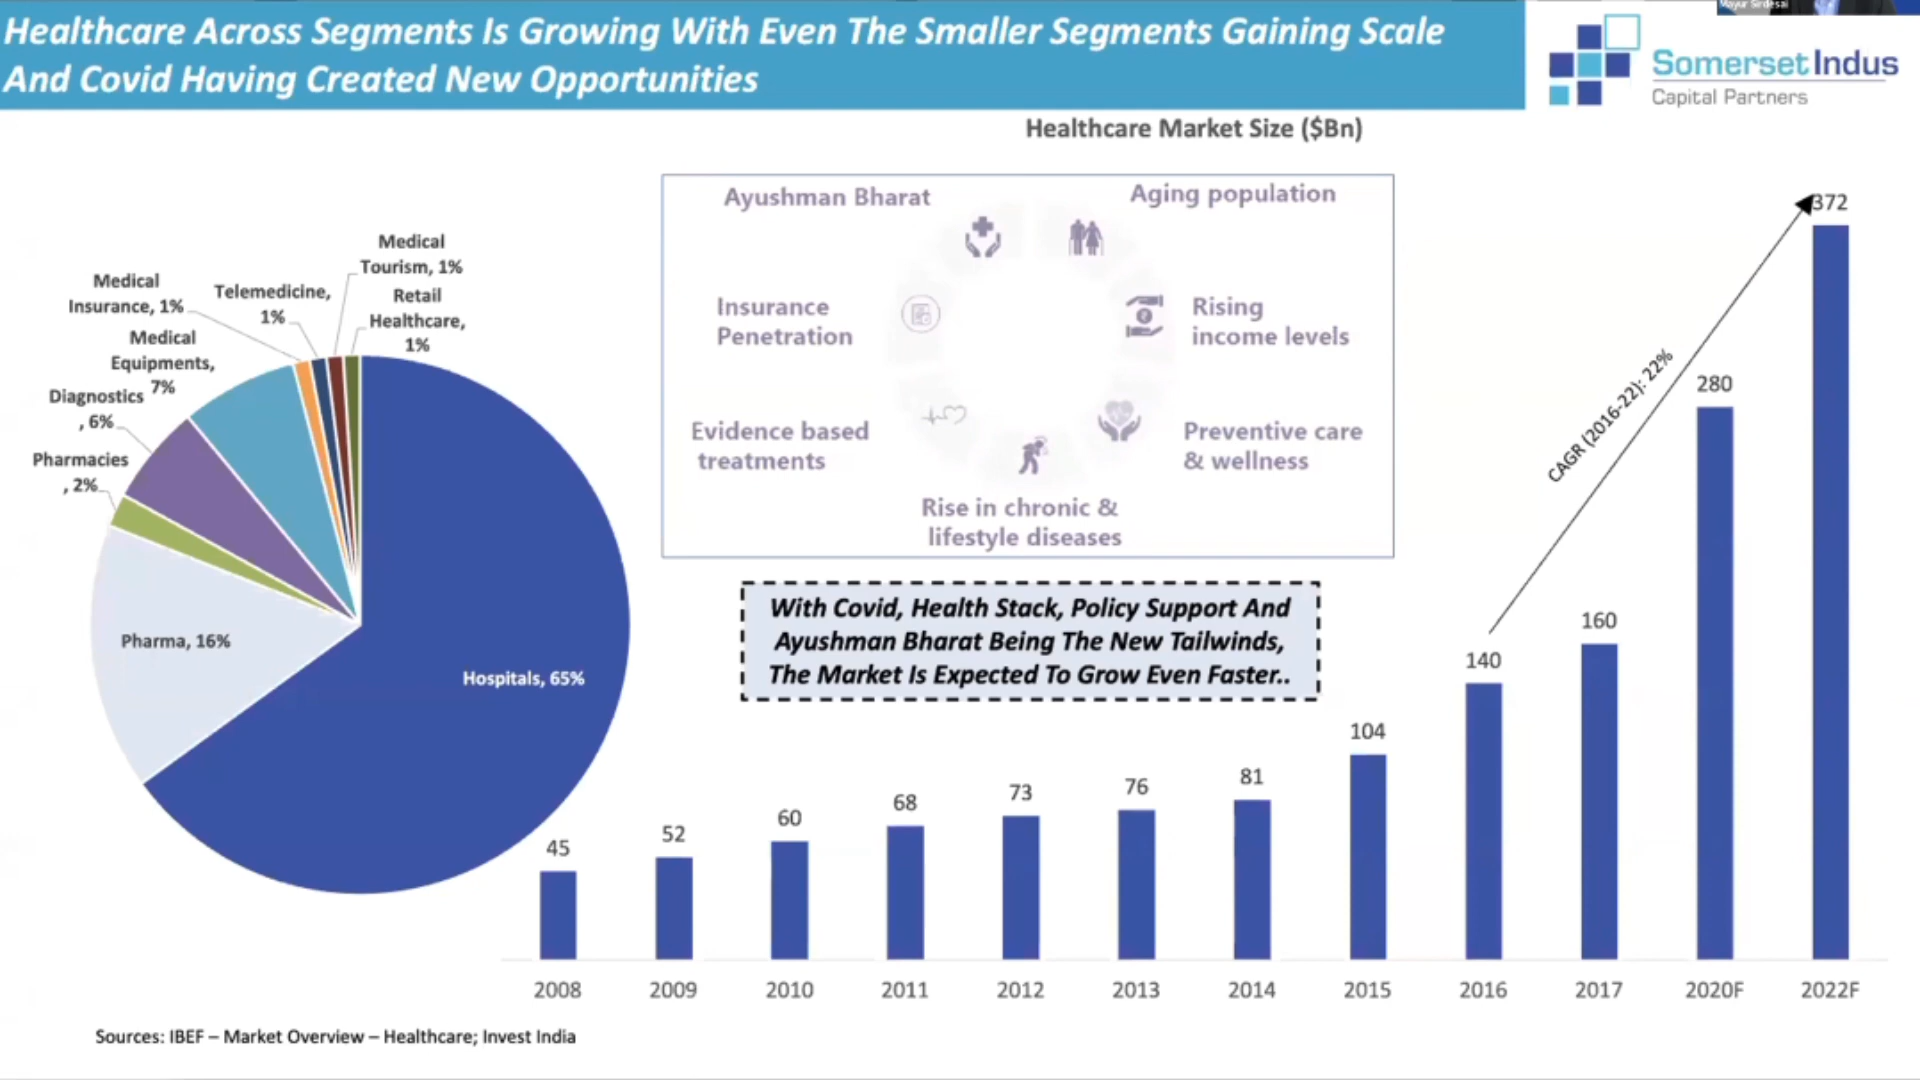 Mayur Sirdesai
Healthcare Across Segments Is Growing With Even The Smaller Segments Gaining Scale
And Covid Having Created New Opportunities
SomersetIndus
Capital Partners
Healthcare Market Size ($Bn)
Medical
Tourism, 1%
Medical
Insurance, 1%
Telemedicine,
1%
Retail
Healthcare,
1%
Medical
Equipments,
7%
Diagnostics
, 6%
Pharmacies
, 2%
Pharma, 16%
Hospitals, 65%
Ayushman Bharat
Aging population
Insurance
Penetration
Rising
income levels
Evidence based
treatments
Preventive care
& wellness
Rise in chronic &
lifestyle diseases
With Covid, Health Stack, Policy Support And
Ayushman Bharat Being The New Tailwinds,
The Market Is Expected To Grow Even Faster..
CAGR (2016-22): 22%
45
52
60
68
73
76
81
104
140
160
280
372
2008
2009
2010
2011
2012
2013
2014
2015
2016
2017
2020F
2022F
Sources: IBEF – Market Overview – Healthcare; Invest India